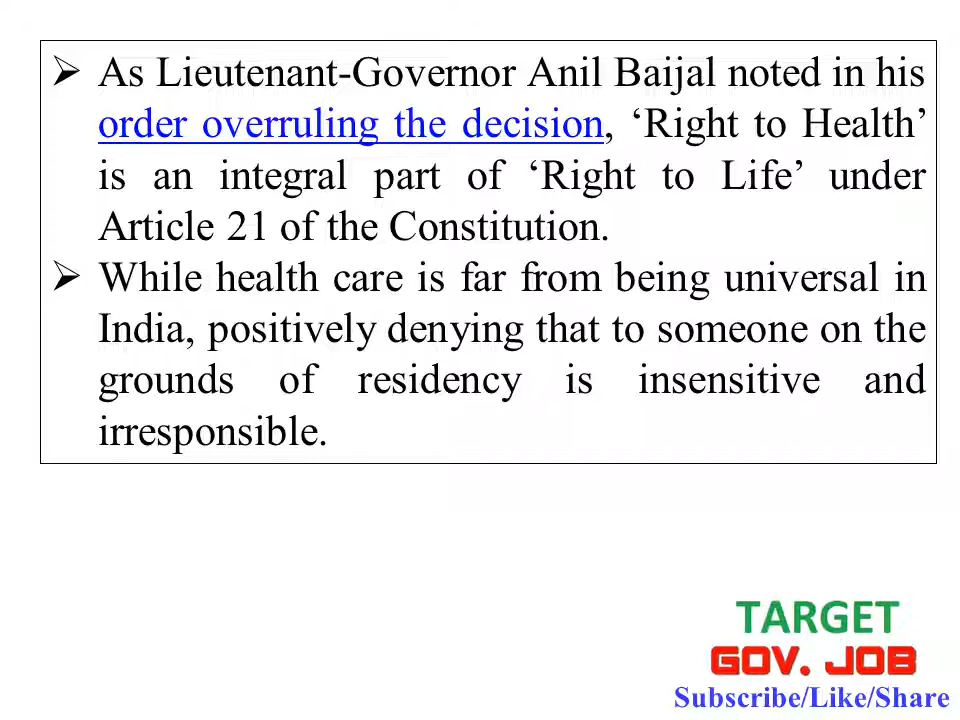 ➢ As Lieutenant-Governor Anil Baijal noted in his
order overruling the decision, ‘Right to Health’
is an integral part of ‘Right to Life’ under
Article 21 of the Constitution.
➢ While health care is far from being universal in
India, positively denying that to someone on the
grounds of residency is insensitive and
irresponsible.
TARGET
GOV. JOB
Subscribe/Like/Share